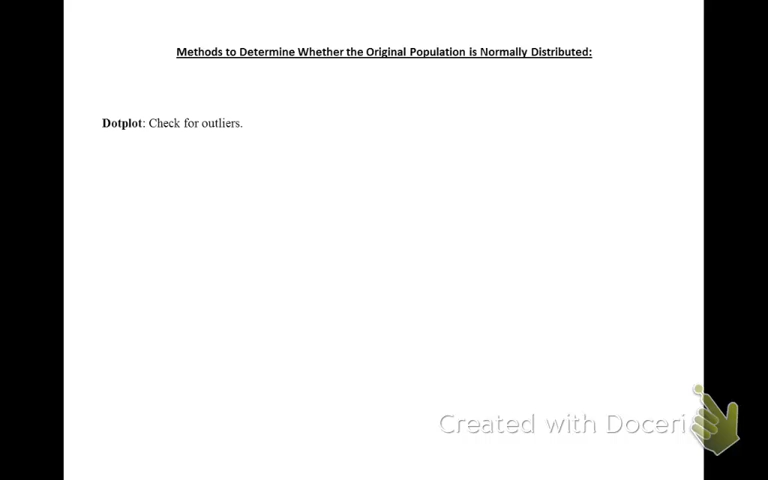 Methods to Determine Whether the Original Population is Normally Distributed:
Dotplot: Check for outliers.
Created with Doceri